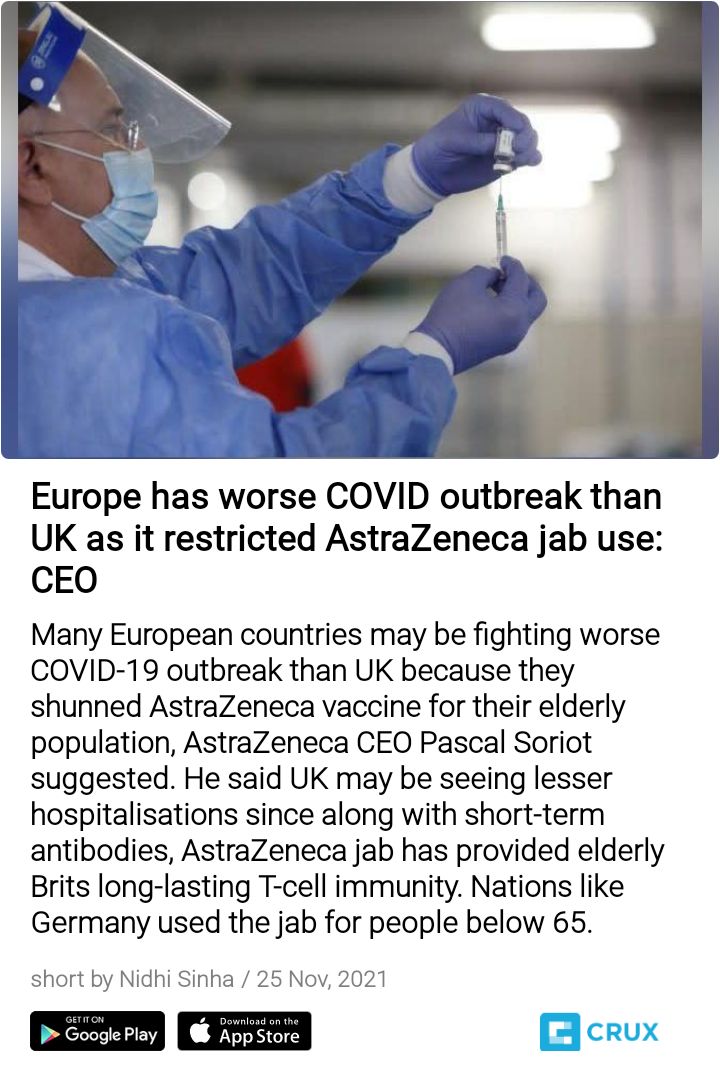 Europe has worse COVID outbreak than
UK as it restricted AstraZeneca jab use:
CEO
Many European countries may be fighting worse
COVID-19 outbreak than UK because they
shunned AstraZeneca vaccine for their elderly
population, AstraZeneca CEO Pascal Soriot
suggested. He said UK may be seeing lesser
hospitalisations since along with short-term
antibodies, AstraZeneca jab has provided elderly
Brits long-lasting T-cell immunity. Nations like
Germany used the jab for people below 65.
short by Nidhi Sinha / 25 Nov, 2021
GET IT ON
Google Play
Download on the
App Store
CRUX